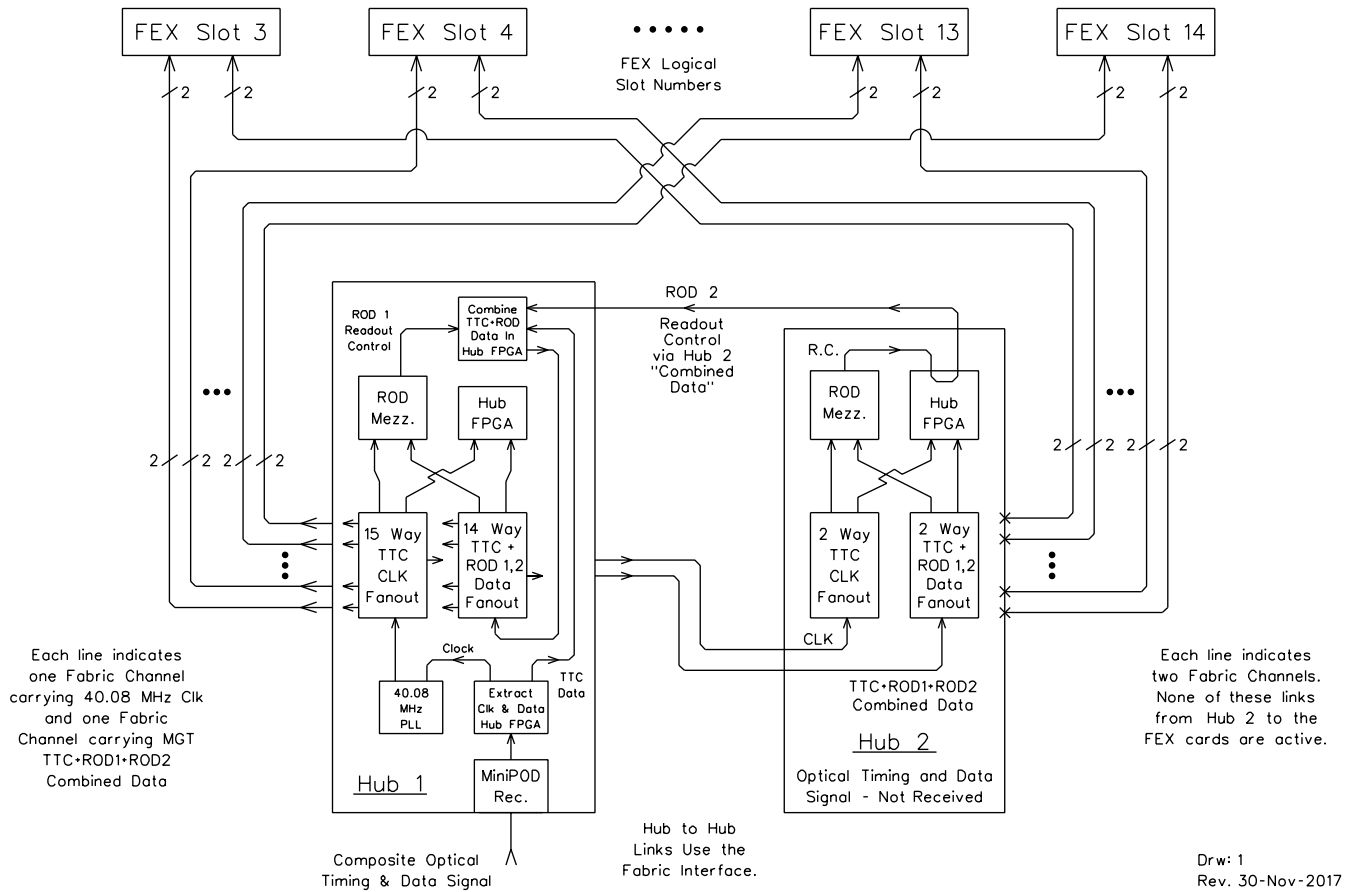 FEX Slot 3
FEX Slot 4
FEX Slot 13
FEX Slot 14
FEX Logical
Slot Numbers
2
2
2
2
2
2
2
2
ROD 1
Readout
Control
Combine
TTC+ROD
Data In
Hub FPGA
ROD 2
Readout
Control
via Hub 2
"Combined
Data"
R.C.
ROD
Mezz.
Hub
FPGA
ROD
Mezz.
Hub
FPGA
2
2
2
2
2
2
2
2
15 Way
TTC
CLK
Fanout
14 Way
TTC +
ROD 1,2
Data
Fanout
2 Way
TTC
CLK
Fanout
2 Way
TTC +
ROD 1,2
Data
Fanout
Clock
CLK
40.08
MHz
PLL
Extract
Clk & Data
Hub FPGA
TTC
Data
TTC+ROD1+ROD2
Combined Data
Each line indicates
one Fabric Channel
carrying 40.08 MHz Clk
and one Fabric
Channel carrying MGT
TTC+ROD1+ROD2
Combined Data
Each line indicates
two Fabric Channels.
None of these links
from Hub 2 to the
FEX cards are active.
Hub 1
MiniPOD
Rec.
Hub 2
Optical Timing and Data
Signal - Not Received
Composite Optical
Timing & Data Signal
Hub to Hub
Links Use the
Fabric Interface.
Drw: 1
Rev. 30-Nov-2017